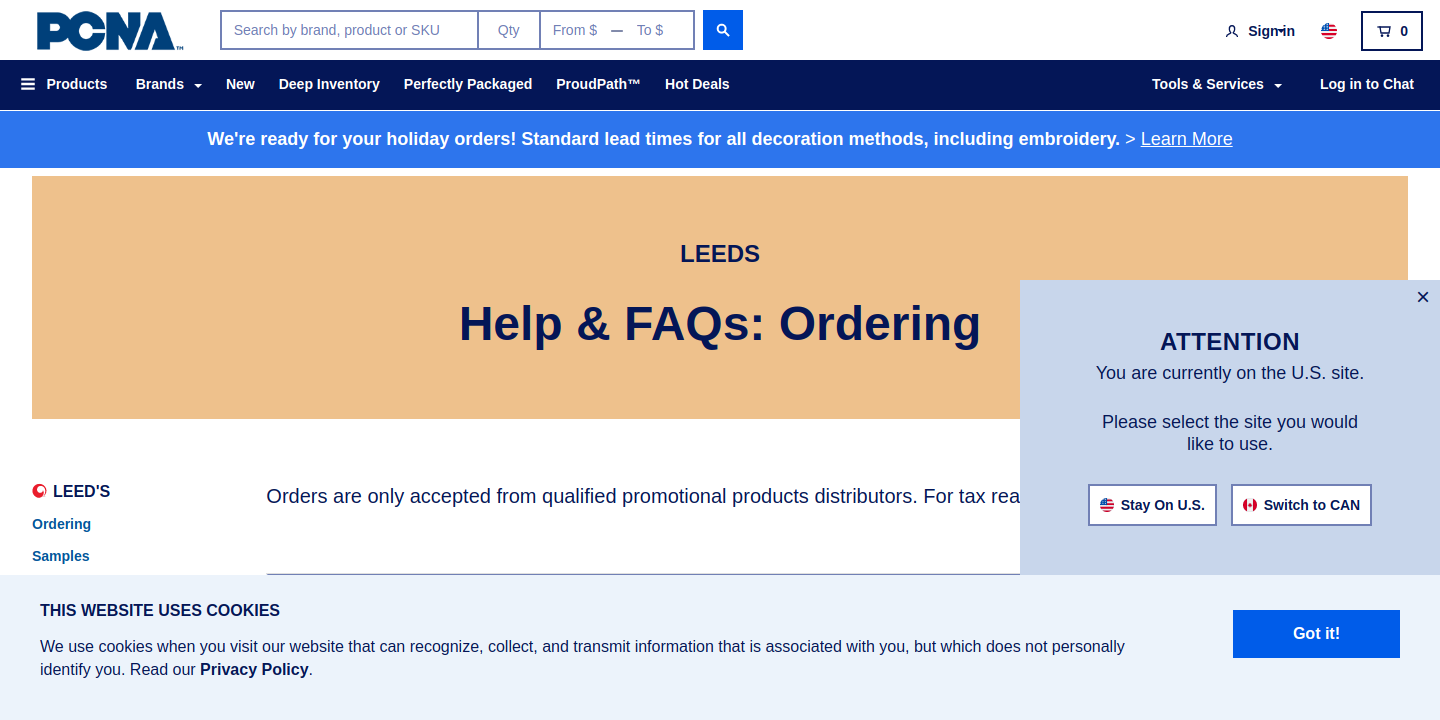 PCNA™
Search by brand, product or SKU
Qty
From $ — To $
Sign in
0
Products
Brands
New
Deep Inventory
Perfectly Packaged
ProudPath™
Hot Deals
Tools & Services
Log in to Chat
We're ready for your holiday orders! Standard lead times for all decoration methods, including embroidery. > Learn More
LEEDS
Help & FAQs: Ordering
×
ATTENTION
You are currently on the U.S. site.
Please select the site you would
like to use.
Stay On U.S.
Switch to CAN
LEED'S
Ordering
Samples
Orders are only accepted from qualified promotional products distributors. For tax rea
THIS WEBSITE USES COOKIES
We use cookies when you visit our website that can recognize, collect, and transmit information that is associated with you, but which does not personally
identify you. Read our Privacy Policy.
Got it!